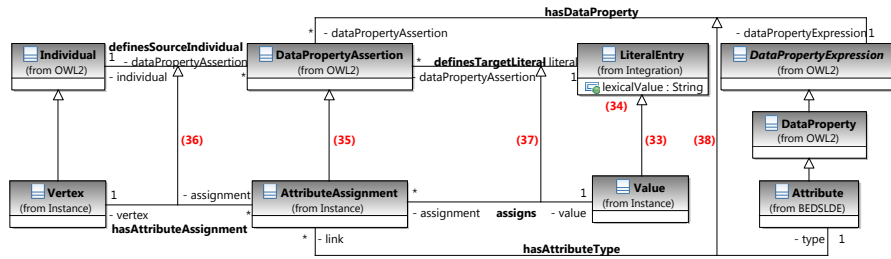 hasDataProperty
- dataPropertyAssertion
*
- dataPropertyExpression
1
Individual
(from OWL2)
definesSourceIndividual
1
- dataPropertyAssertion
- individual
*
DataPropertyAssertion
(from OWL2)
*
definesTargetLiteral
- literal
- dataPropertyAssertion
1
LiteralEntry
(from Integration)
lexicalValue : String
DataPropertyExpression
(from OWL2)
(34)
DataProperty
(from OWL2)
(36)
(35)
(37)
(33)
(38)
Vertex
(from Instance)
1
- assignment
- vertex
*
hasAttributeAssignment
AttributeAssignment
(from Instance)
*
1
- assignment
assigns
- value
Value
(from Instance)
Attribute
(from BEDSLDE)
*
- link
- type
1
hasAttributeType